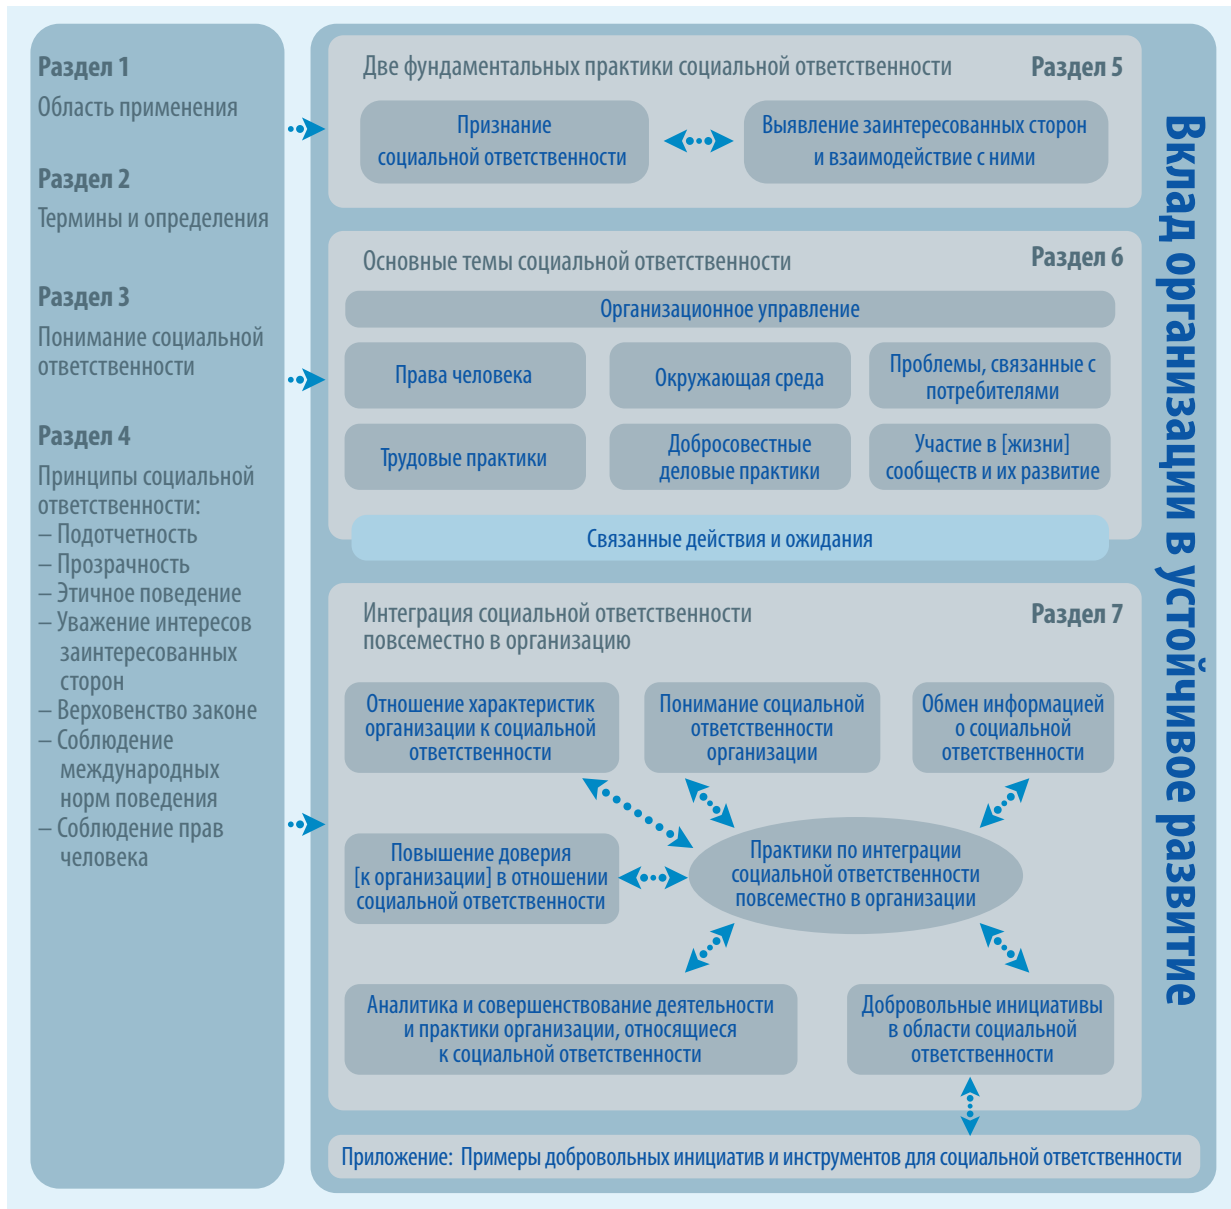 Раздел 1
Область применения
Раздел 2
Термины и определения
Раздел 3
Понимание социальной
ответственности
Раздел 4
Принципы социальной
ответственности:
– Подотчетность
– Прозрачность
– Этичное поведение
– Уважение интересов
заинтересованных
сторон
– Верховенство законе
– Соблюдение
международных
норм поведения
– Соблюдение прав
человека
Две фундаментальных практики социальной ответственности
Раздел 5
Признание
социальной ответственности
Выявление заинтересованных сторон
и взаимодействие с ними
Основные темы социальной ответственности
Раздел 6
Организационное управление
Права человека
Окружающая среда
Проблемы, связанные с
потребителями
Трудовые практики
Добросовестные
деловые практики
Участие в [жизни]
сообществ и их развитие
Связанные действия и ожидания
Интеграция социальной ответственности
повсеместно в организацию
Раздел 7
Отношение характеристик
организации к социальной
ответственности
Понимание социальной
ответственности
организации
Обмен информацией
о социальной
ответственности
Повышение доверия
[к организации] в отношении
социальной ответственности
Практики по интеграции
социальной ответственности
повсеместно в организации
Аналитика и совершенствование деятельности
и практики организации, относящиеся
к социальной ответственности
Добровольные инициативы
в области социальной
ответственности
Приложение: Примеры добровольных инициатив и инструментов для социальной ответственности
Вклад организации в устойчивое развитие